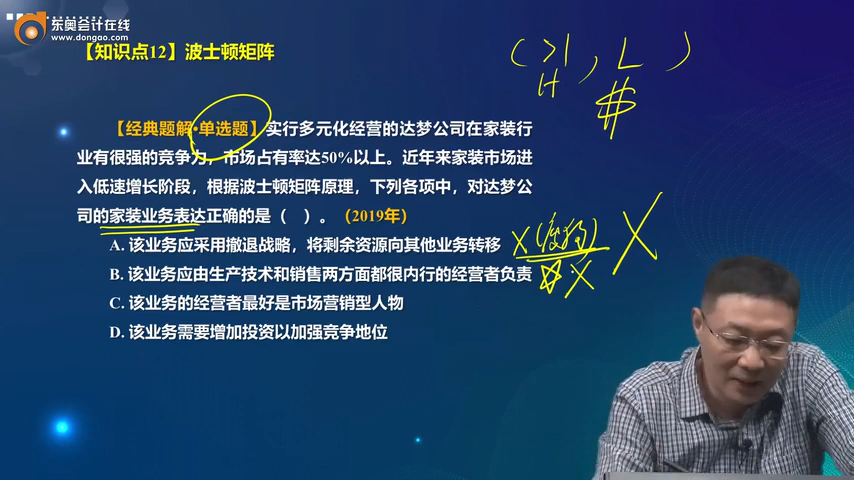 东奥会计在线
www.dongao.com
【知识点12】波士顿矩阵
( >1 , L )
H
$
【经典题解·单选题】实行多元化经营的达梦公司在家装行
业有很强的竞争力，市场占有率达50%以上。近年来家装市场进
入低速增长阶段，根据波士顿矩阵原理，下列各项中，对达梦公
司的家装业务表达正确的是（ ）。（2019年）
A. 该业务应采用撤退战略，将剩余资源向其他业务转移
B. 该业务应由生产技术和销售两方面都很内行的经营者负责
C. 该业务的经营者最好是市场营销型人物
D. 该业务需要增加投资以加强竞争地位